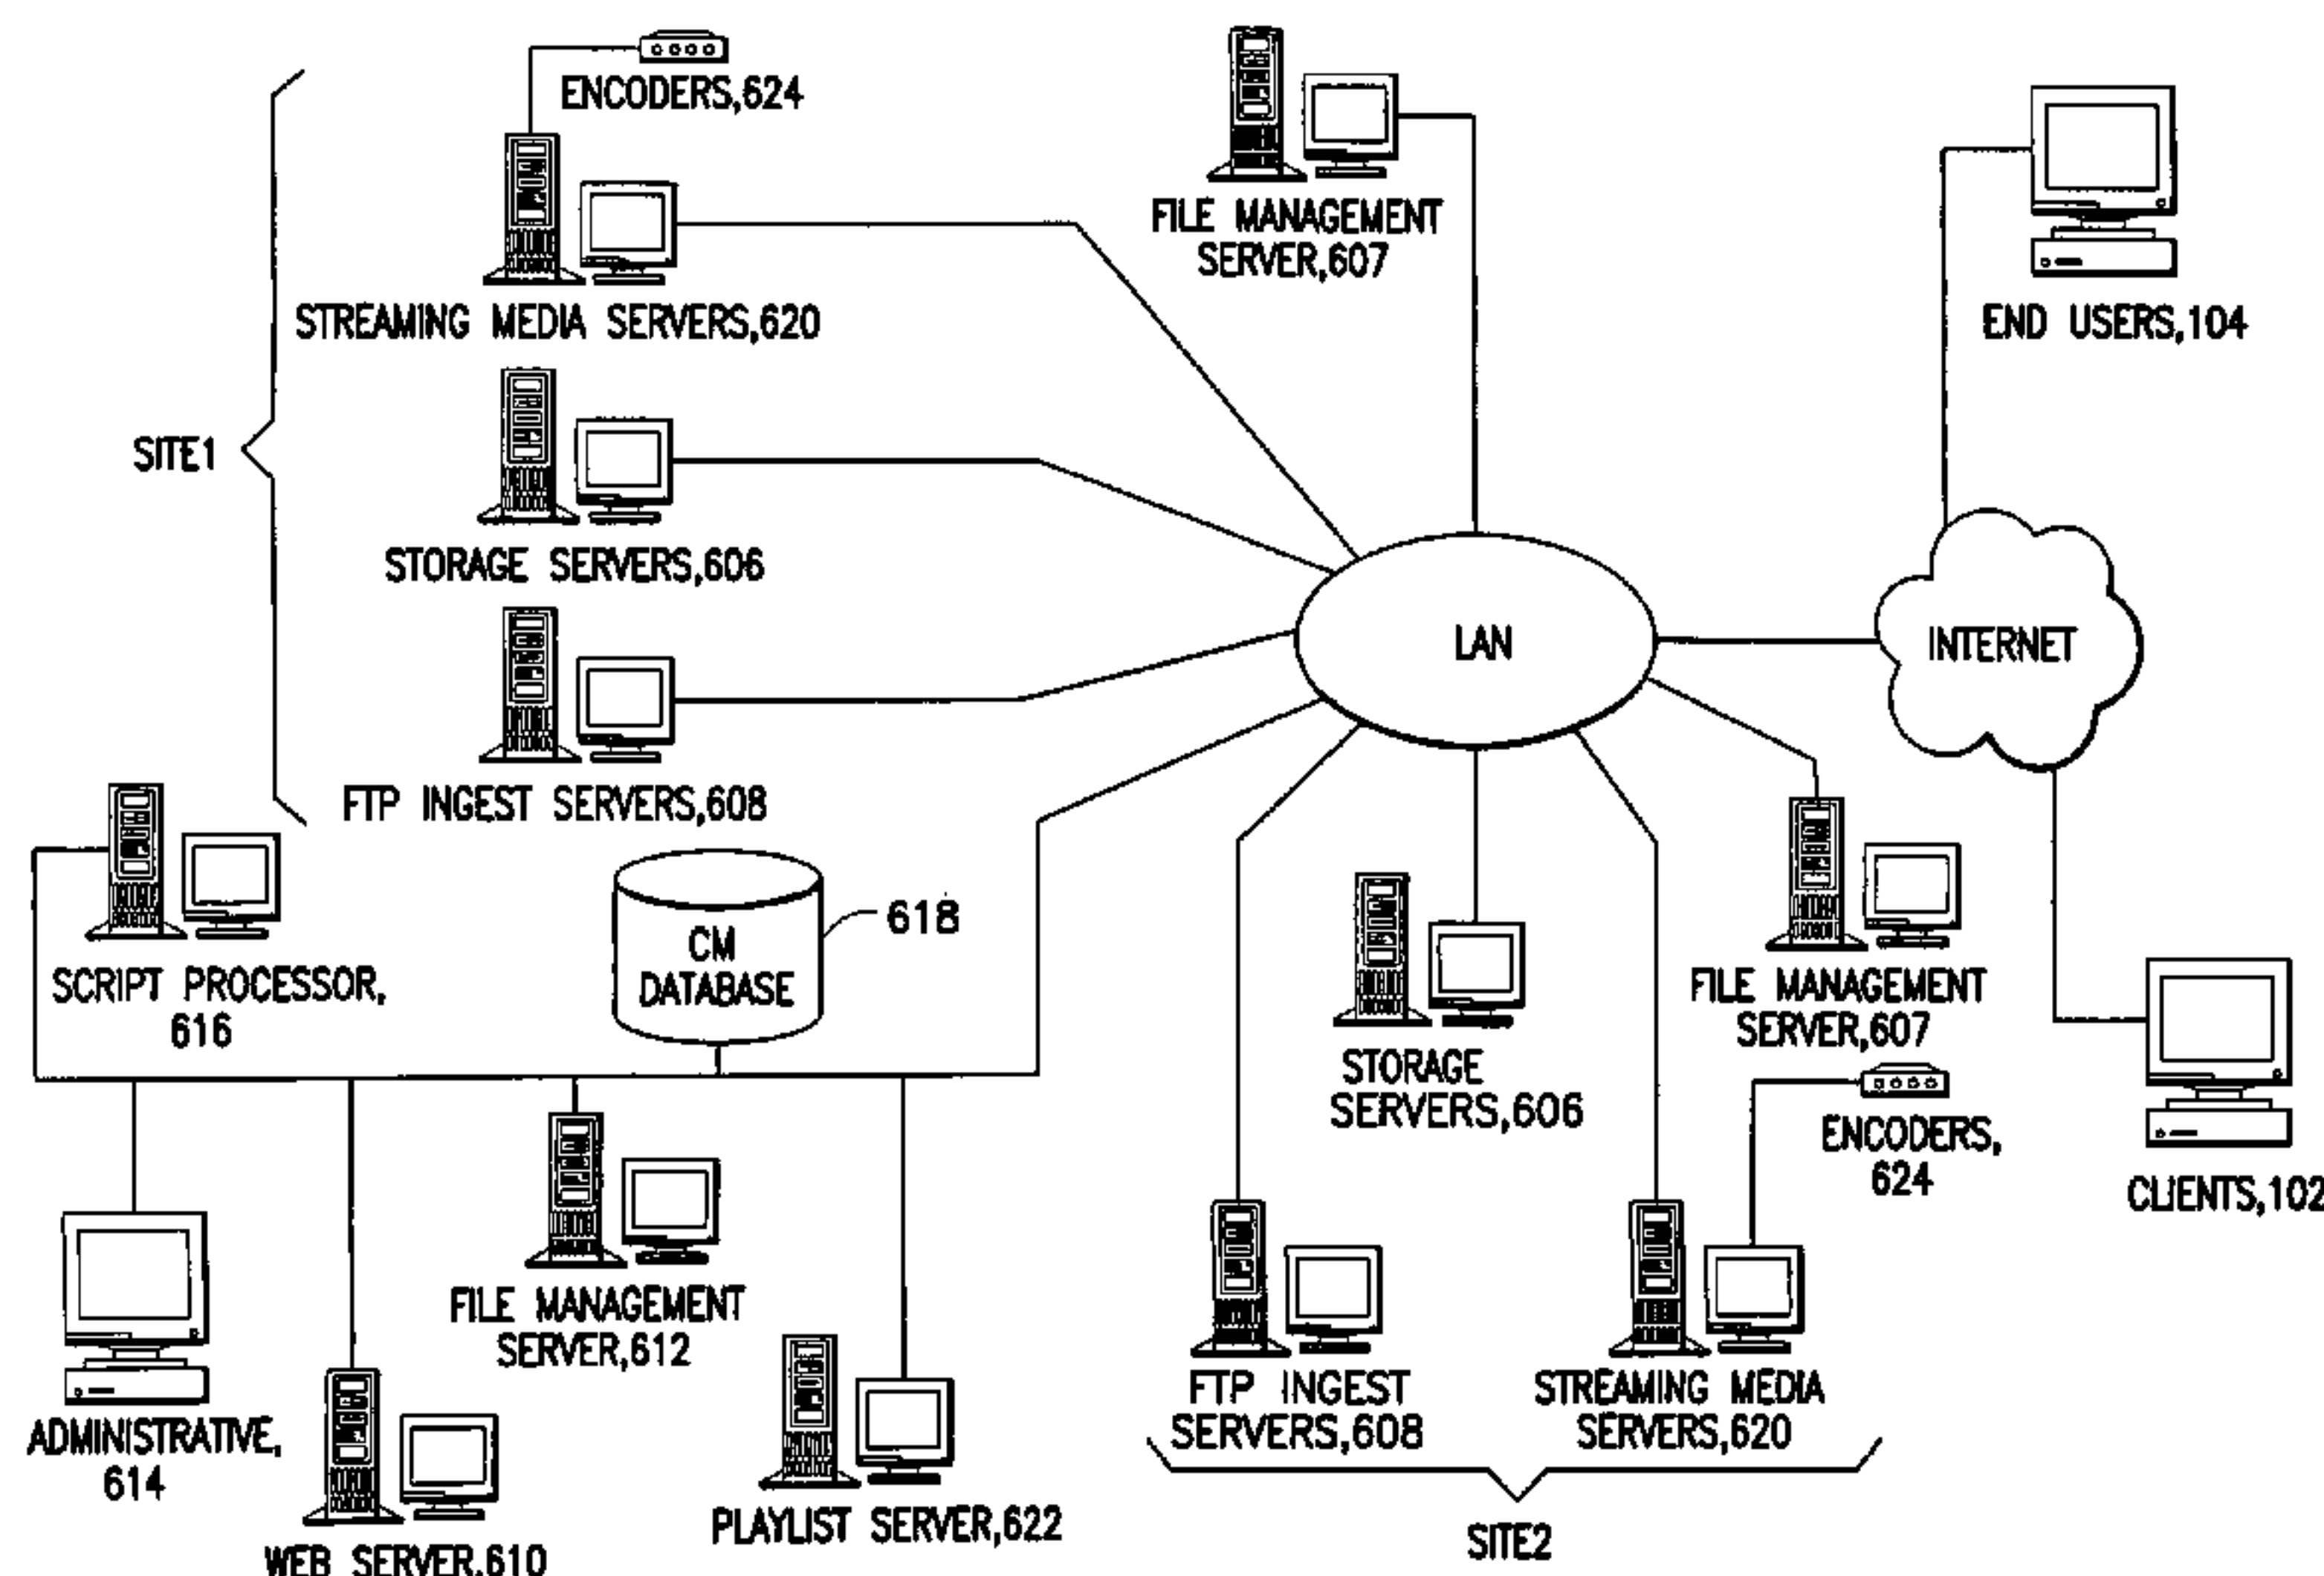 ENCODERS,624
FILE MANAGEMENT
SERVER,607
STREAMING MEDIA SERVERS,620
END USERS,104
SITE1
STORAGE SERVERS,606
LAN
INTERNET
FTP INGEST SERVERS,608
CM
DATABASE
618
SCRIPT PROCESSOR,
616
FILE MANAGEMENT
SERVER,607
STORAGE
SERVERS,606
ENCODERS,
624
CLIENTS,102
FILE MANAGEMENT
SERVER,612
ADMINISTRATIVE,
614
FTP INGEST
SERVERS,608
STREAMING MEDIA
SERVERS,620
PLAYLIST SERVER,622
WEB SERVER,610
SITE2